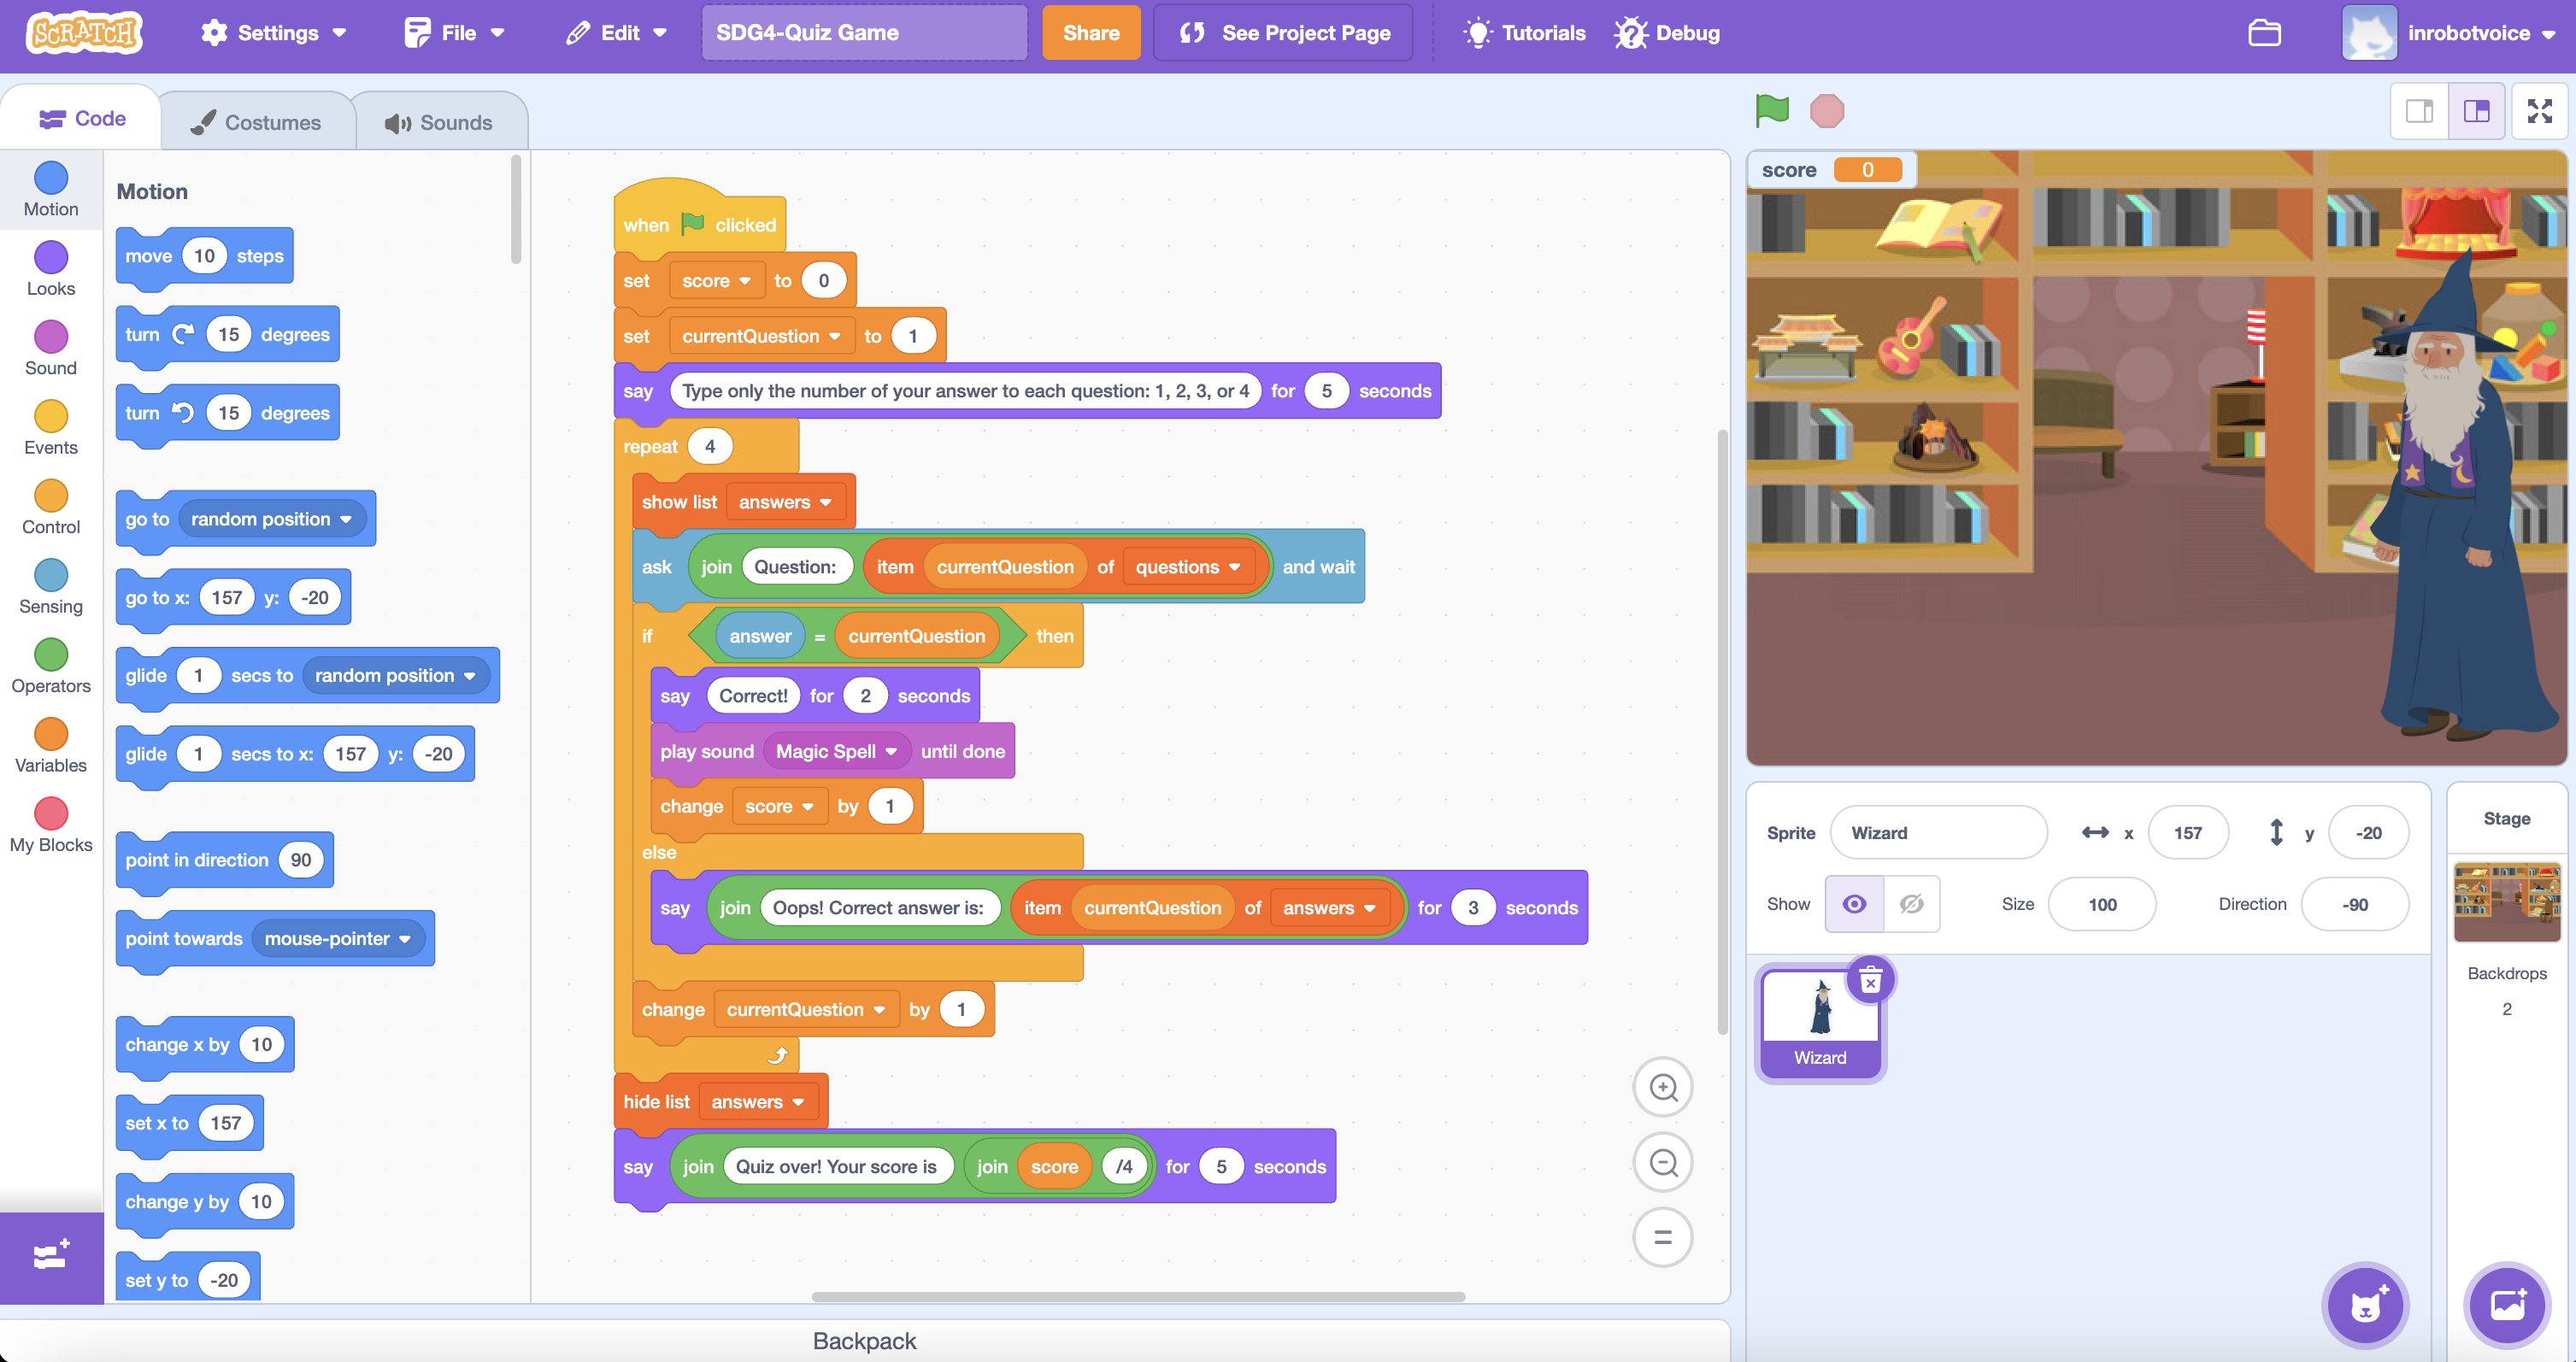 SCRATCH Settings File Edit SDG4-Quiz Game Share See Project Page Tutorials Debug inrobotvoice
Code Costumes Sounds
Motion
Looks
Sound
Events
Control
Sensing
Operators
Variables
My Blocks
Motion
move 10 steps
turn 15 degrees
turn 15 degrees
go to random position
go to x: 157 y: -20
glide 1 secs to random position
glide 1 secs to x: 157 y: -20
point in direction 90
point towards mouse-pointer
change x by 10
set x to 157
change y by 10
set y to -20
when clicked
set score to 0
set currentQuestion to 1
say Type only the number of your answer to each question: 1, 2, 3, or 4 for 5 seconds
repeat 4
show list answers
ask join Question: item currentQuestion of questions and wait
if answer = currentQuestion then
say Correct! for 2 seconds
play sound Magic Spell until done
change score by 1
else
say join Oops! Correct answer is: item currentQuestion of answers for 3 seconds
change currentQuestion by 1
hide list answers
say join Quiz over! Your score is join score /4 for 5 seconds
Backpack
score 0
Sprite Wizard x 157 y -20
Show Size 100 Direction -90
Wizard
Stage
Backdrops
2